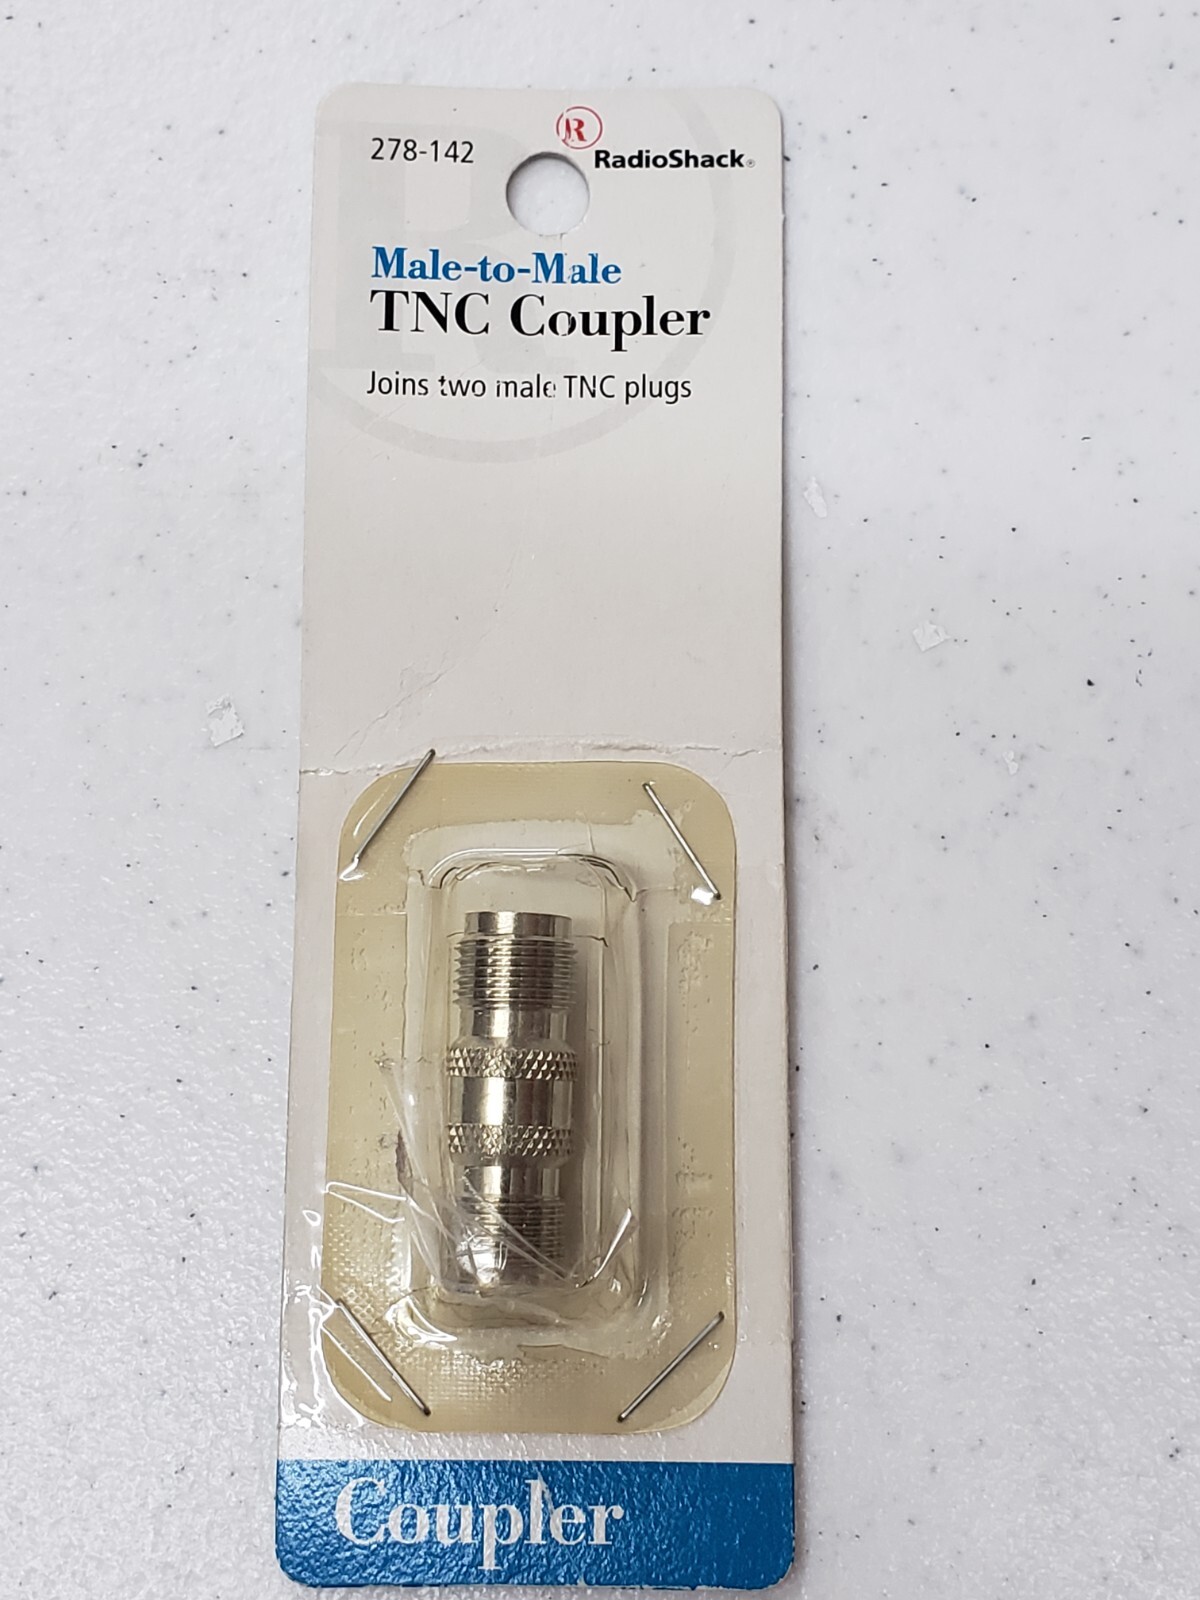 278-142
R
RadioShack®
Male-to-Male
TNC Coupler
Joins two male TNC plugs
Coupler